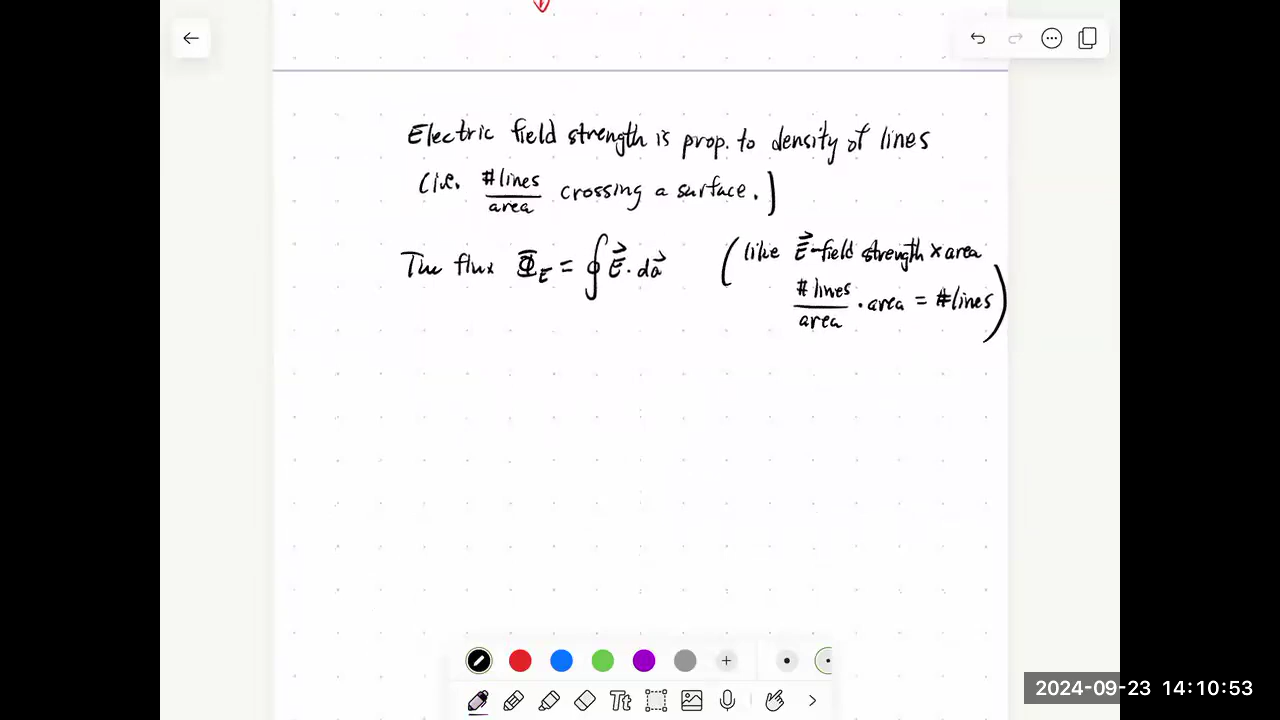 Electric field strength is prop. to density of lines
(i.e. #lines/area crossing a surface.)
The flux Φ_E = ∮ E⃗ · da⃗ (like E⃗-field strength x area
#lines/area · area = #lines)
Tt
2024-09-23 14:10:53